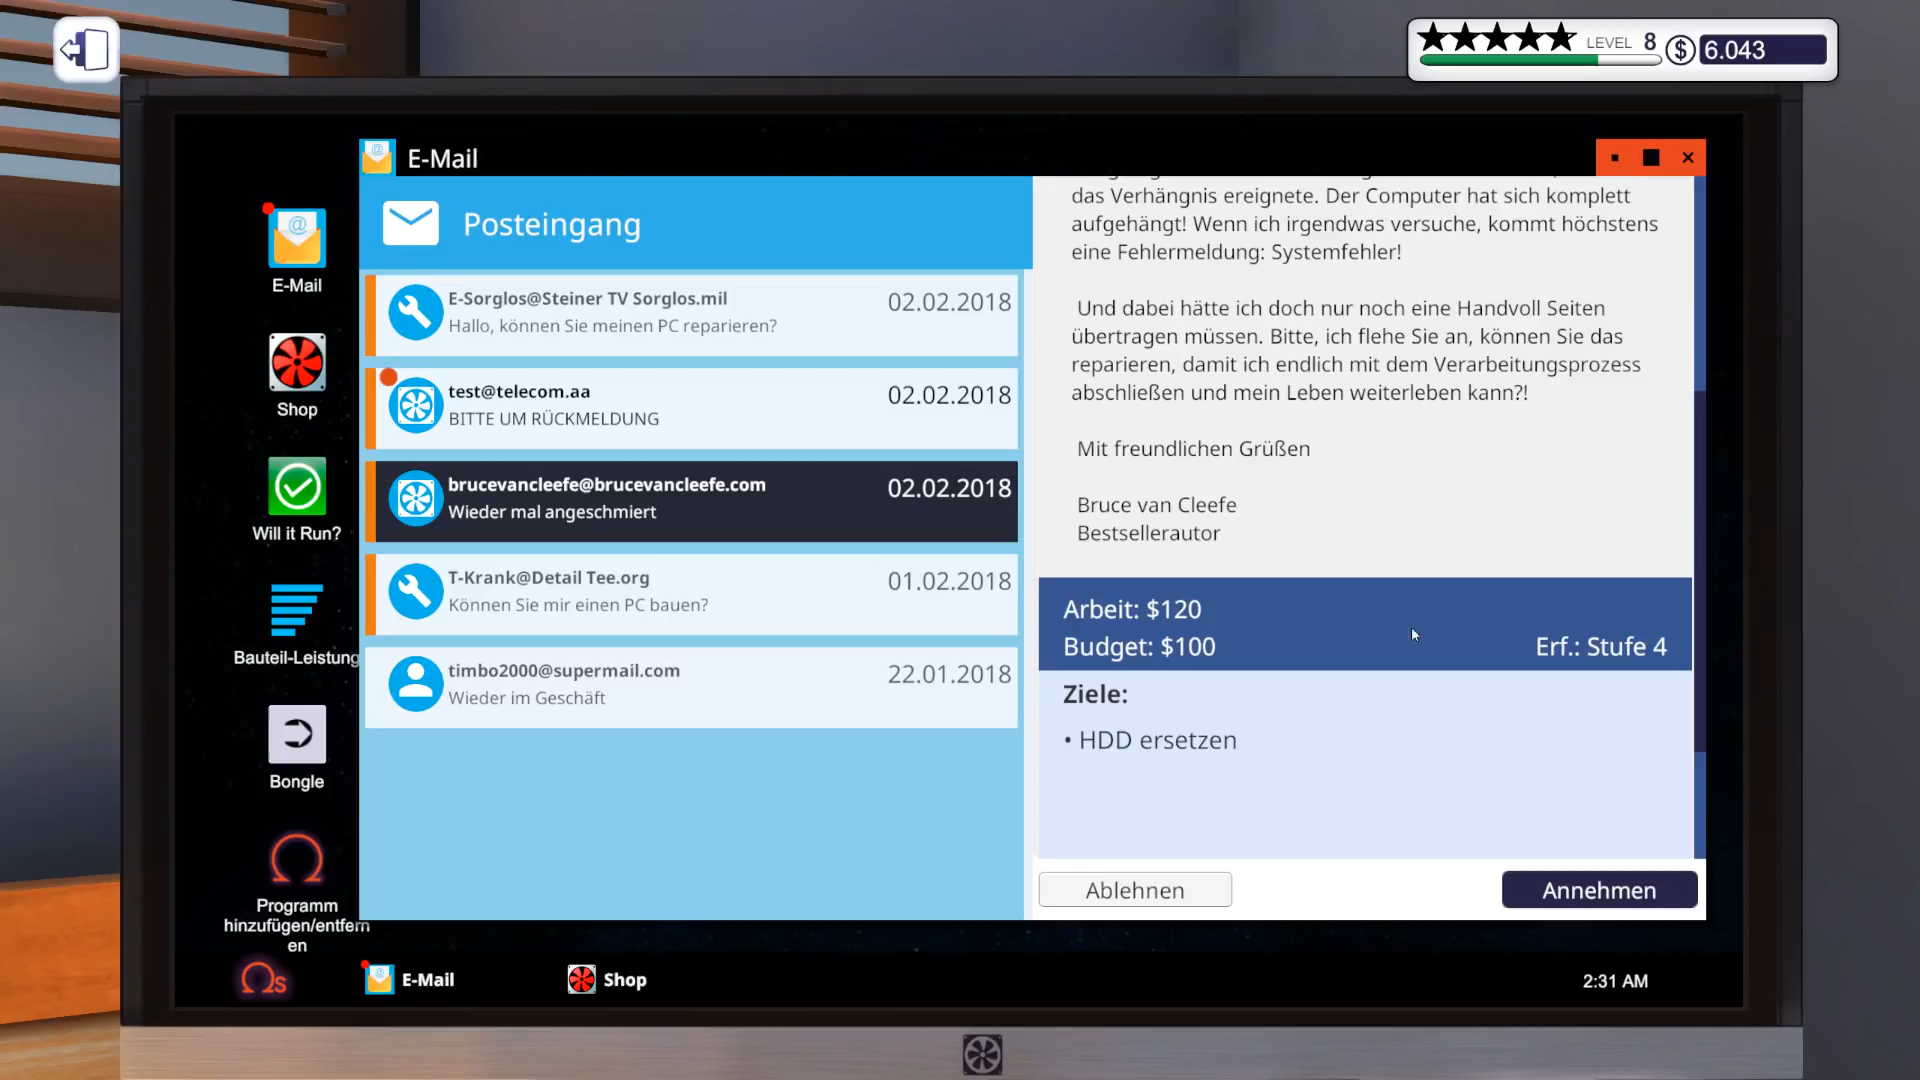 LEVEL 8
$ 6.043
E-Mail
Posteingang
E-Sorglos@Steiner TV Sorglos.mil
02.02.2018
Hallo, können Sie meinen PC reparieren?
test@telecom.aa
02.02.2018
BITTE UM RÜCKMELDUNG
brucevancleefe@brucevancleefe.com
02.02.2018
Wieder mal angeschmiert
T-Krank@Detail Tee.org
01.02.2018
Können Sie mir einen PC bauen?
timbo2000@supermail.com
22.01.2018
Wieder im Geschäft
das Verhängnis ereignete. Der Computer hat sich komplett
aufgehängt! Wenn ich irgendwas versuche, kommt höchstens
eine Fehlermeldung: Systemfehler!
Und dabei hätte ich doch nur noch eine Handvoll Seiten
übertragen müssen. Bitte, ich flehe Sie an, können Sie das
reparieren, damit ich endlich mit dem Verarbeitungsprozess
abschließen und mein Leben weiterleben kann?!
Mit freundlichen Grüßen
Bruce van Cleefe
Bestsellerautor
Arbeit: $120
Budget: $100
Erf.: Stufe 4
Ziele:
• HDD ersetzen
Ablehnen
Annehmen
E-Mail
Shop
Will it Run?
Bauteil-Leistung
Bongle
Programm
hinzufügen/entfern
en
Ωs
E-Mail
Shop
2:31 AM